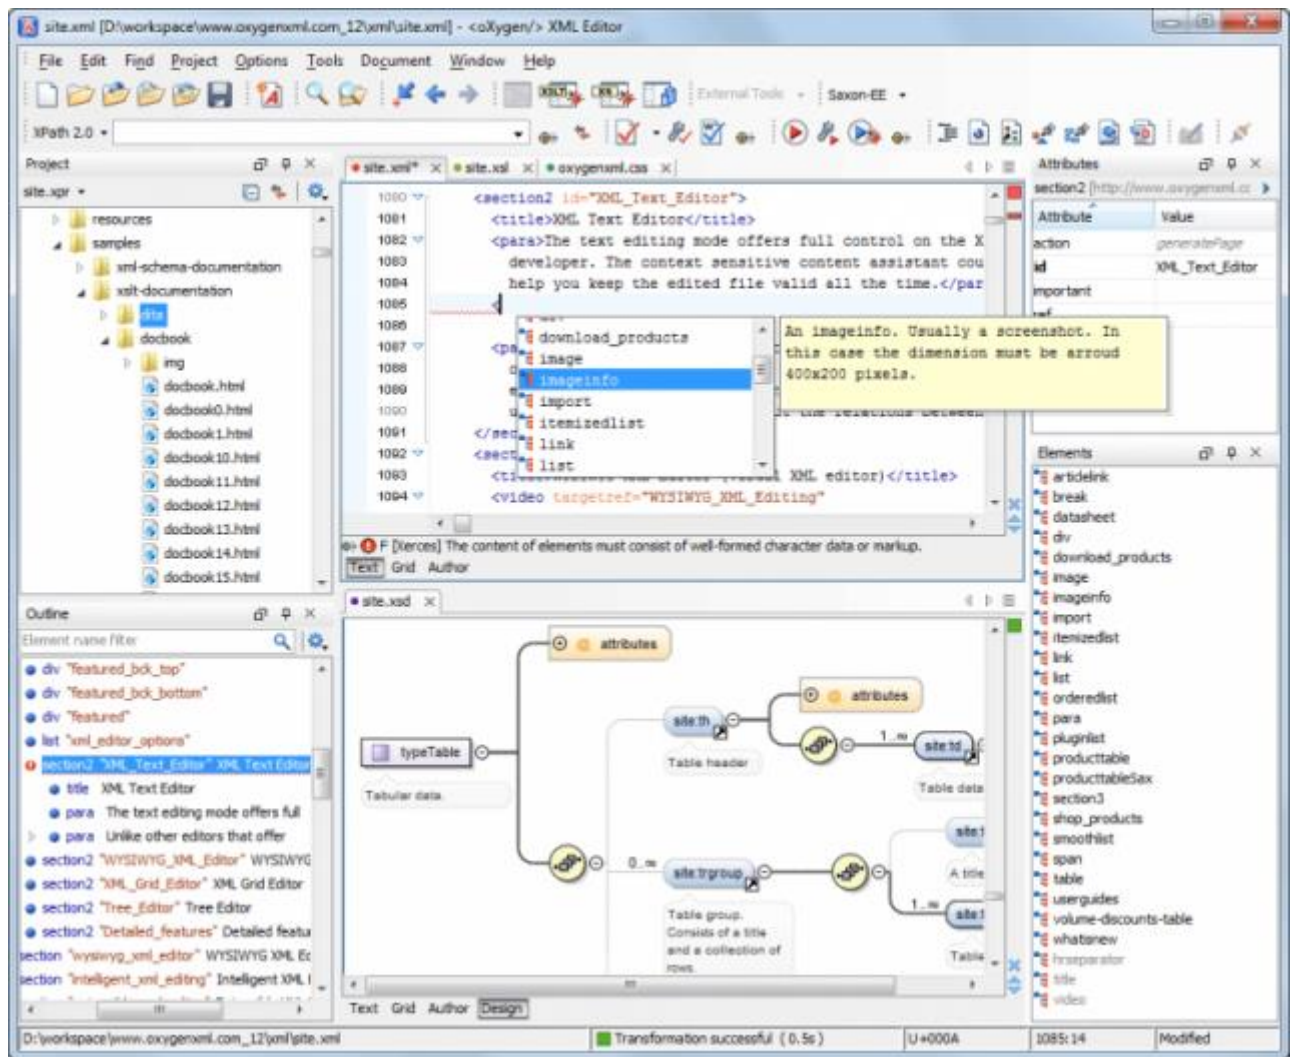 site.xml [D:\workspace\www.oxygenxml.com_12\xml\site.xml] - <oXygen/> XML Editor
File Edit Find Project Options Tools Document Window Help
External Tools Saxon-EE
XPath 2.0
Project
site.xpr
resources
samples
xml-schema-documentation
xslt-documentation
dita
docbook
img
docbook.html
docbook0.html
docbook1.html
docbook10.html
docbook11.html
docbook12.html
docbook13.html
docbook14.html
docbook15.html
Outline
Element name filter
div "featured_bck_top"
div "featured_bck_bottom"
div "featured"
list "xml_editor_options"
section2 "XML_Text_Editor" XML Text Editor
title XML Text Editor
para The text editing mode offers full
para Unlike other editors that offer
section2 "WYSIWYG_XML_Editor" WYSIWYG
section2 "XML_Grid_Editor" XML Grid Editor
section2 "Tree_Editor" Tree Editor
section2 "Detailed_features" Detailed featu
section "wysiwyg_xml_editor" WYSIWYG XML Ec
section "intelligent_xml_editing" Intelligent XML
site.xml* site.xsl oxygenxml.css
1080 <section2 id="XML_Text_Editor">
1081 <title>XML Text Editor</title>
1082 <para>The text editing mode offers full control on the X
1083 developer. The context sensitive content assistant cou
1084 help you keep the edited file valid all the time.</par
1085 <
1086
1087 <pa
1088
1089
1090 the relations between
1091 </sec
1092 <sect
1093 <ti XML editor)</title>
1094 <video targetref="WYSIWYG_XML_Editing"
download_products
image
imageinfo
import
itemizedlist
link
list
An imageinfo. Usually a screenshot. In
this case the dimension must be arroud
400x200 pixels.
F [Xerces] The content of elements must consist of well-formed character data or markup.
Text Grid Author
site.xsd
attributes
attributes
site:th
1..∞
site:td
typeTable
Table header
Table data
Tabular data.
0..∞
site:trgroup
A title
1..∞
Table group.
Consists of a title
and a collection of
rows.
Table
Text Grid Author Design
Attributes
section2 [http://www.oxygenxml.cc
Attribute Value
action generatePage
id XML_Text_Editor
important
Elements
articlelink
break
datasheet
div
download_products
image
imageinfo
import
itemizedlist
link
list
orderedlist
para
pluginlist
producttable
producttableSax
section3
shop_products
smoothlist
span
table
userguides
volume-discounts-table
whatsnew
hrseparator
title
video
D:\workspace\www.oxygenxml.com_12\xml\site.xml Transformation successful (0.5s) U+000A 1085:14 Modified